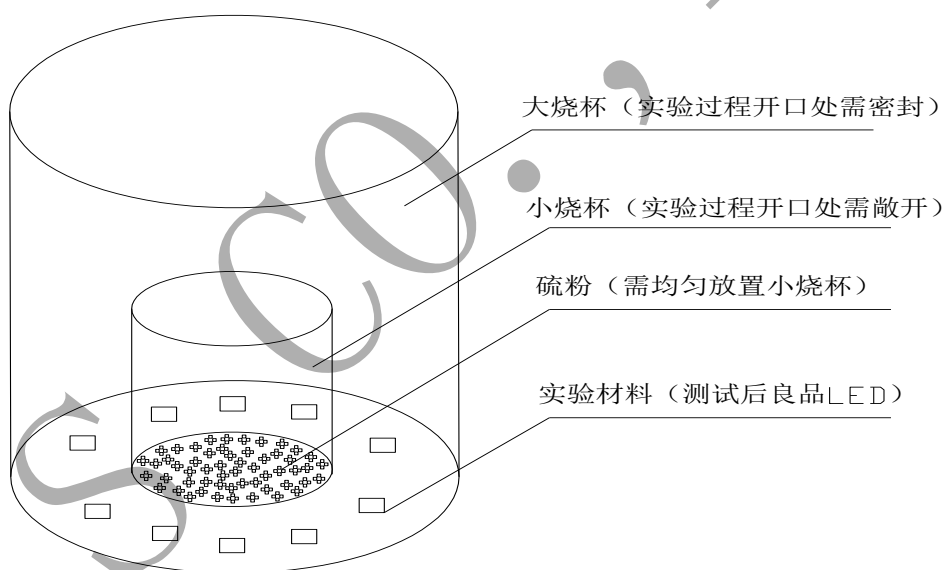 大烧杯（实验过程开口处需密封）
小烧杯（实验过程开口处需敞开）
硫粉（需均匀放置小烧杯）
实验材料（测试后良品LED）
S CO.,